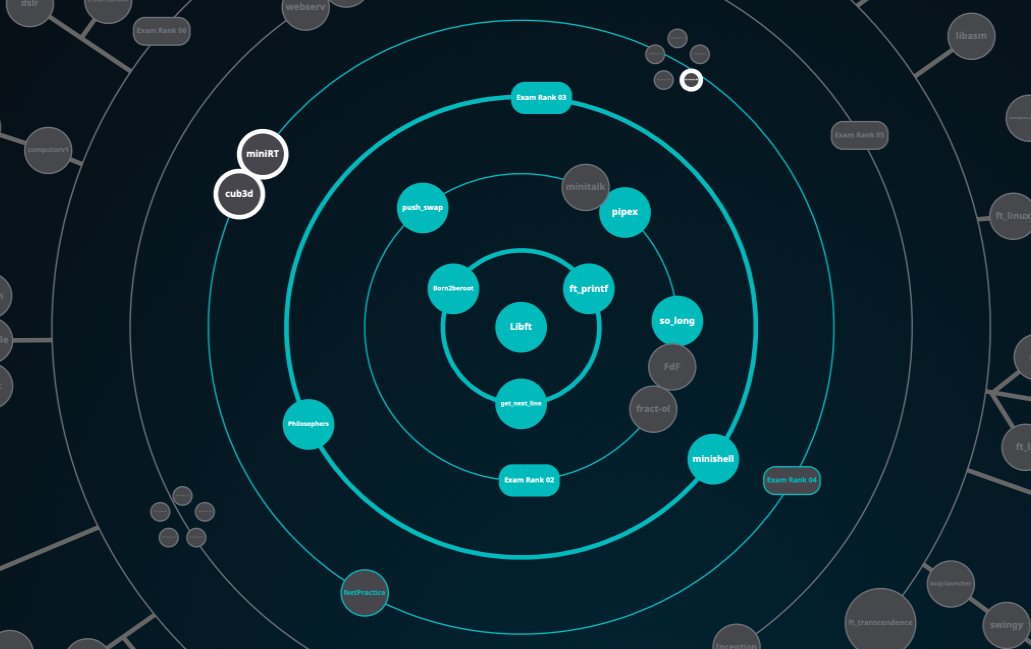 dslr
webserv
Exam Rank 06
libasm
Exam Rank 03
Exam Rank 05
computorv1
miniRT
cub3d
minitalk
push_swap
pipex
ft_linux
Born2beroot
ft_printf
Libft
so_long
FdF
get_next_line
fract-ol
Philosophers
minishell
Exam Rank 02
Exam Rank 04
NetPractice
avaj-launcher
ft_transcendence
swingy
Inception